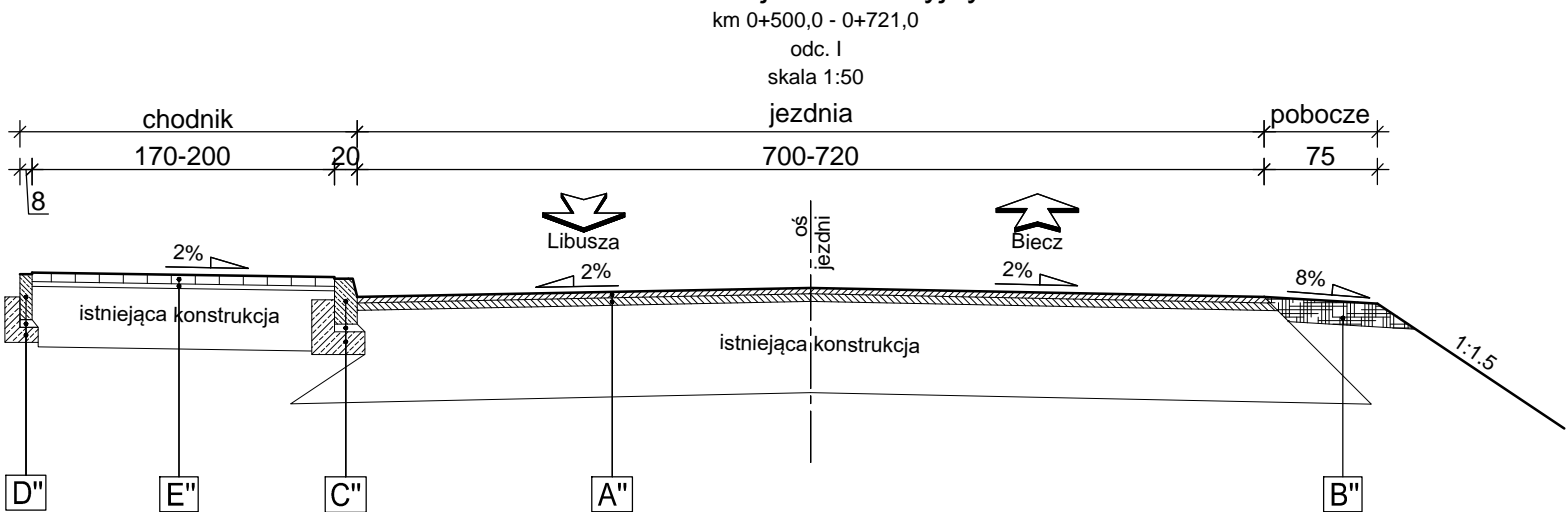 km 0+500,0 - 0+721,0
odc. I
skala 1:50
chodnik jezdnia pobocze
170-200 20 700-720 75
8
Libusza oś jezdni Biecz
2% 2% 2% 8%
istniejąca konstrukcja istniejąca konstrukcja
1:1.5
D" E" C" A" B"